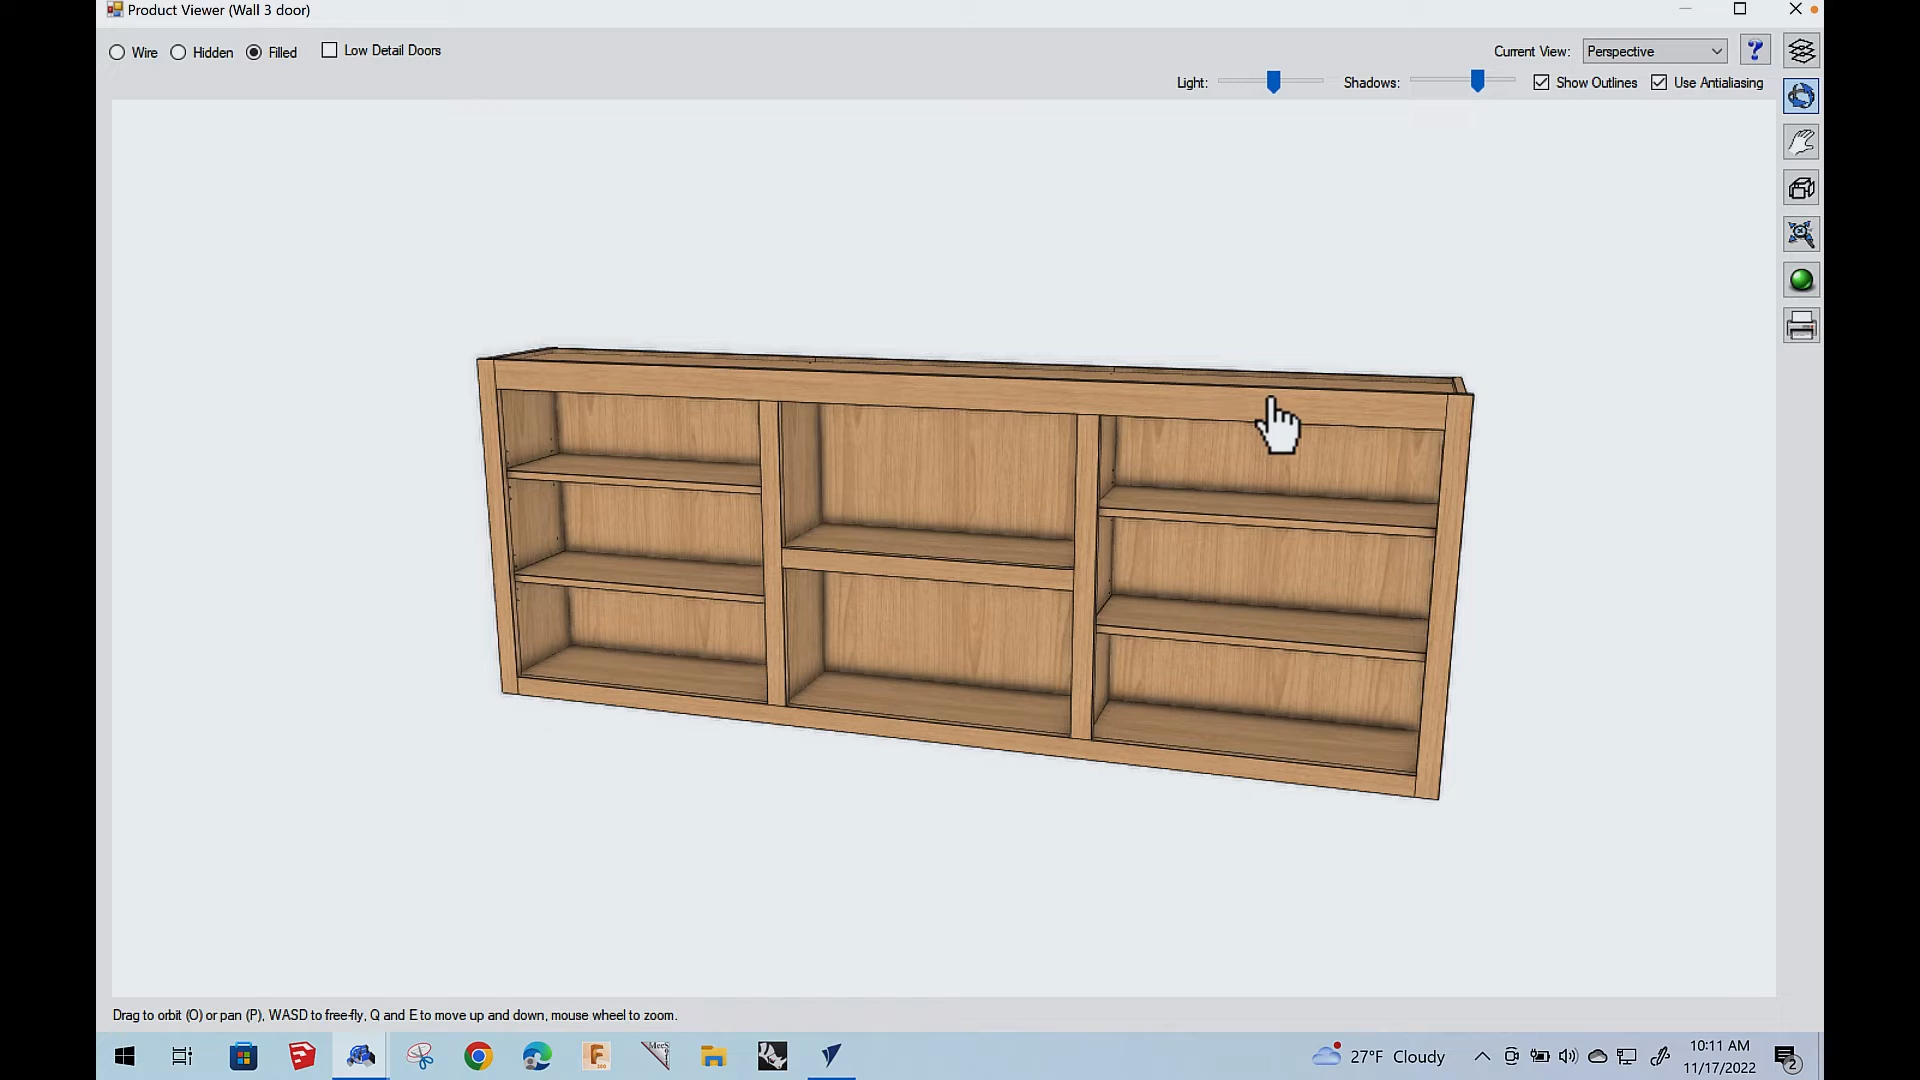 Product Viewer (Wall 3 door)
Wire Hidden Filled Low Detail Doors
Current View: Perspective
Light: Shadows: Show Outlines Use Antialiasing
Drag to orbit (O) or pan (P), WASD to free-fly, Q and E to move up and down, mouse wheel to zoom.
27°F Cloudy
10:11 AM
11/17/2022
2